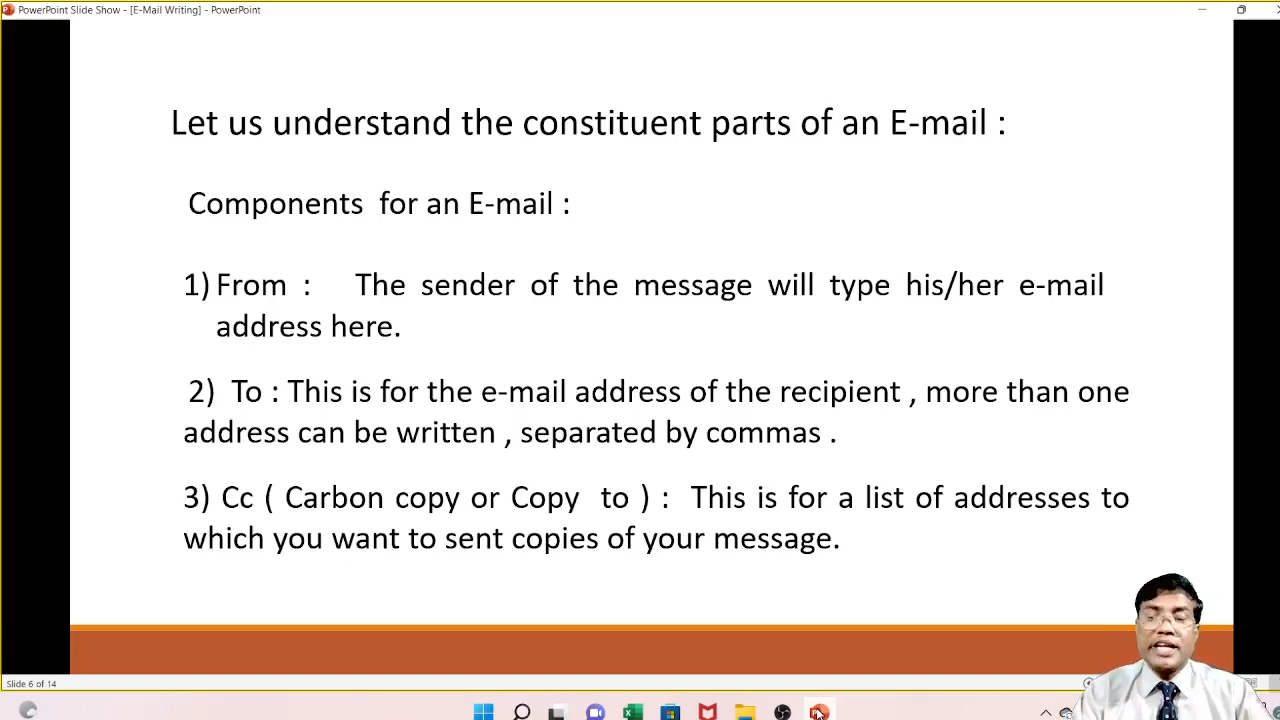 PowerPoint Slide Show - [E-Mail Writing] - PowerPoint
Let us understand the constituent parts of an E-mail :
Components for an E-mail :
1) From : The sender of the message will type his/her e-mail
address here.
2) To : This is for the e-mail address of the recipient , more than one
address can be written , separated by commas .
3) Cc ( Carbon copy or Copy to ) : This is for a list of addresses to
which you want to sent copies of your message.
Slide 6 of 14